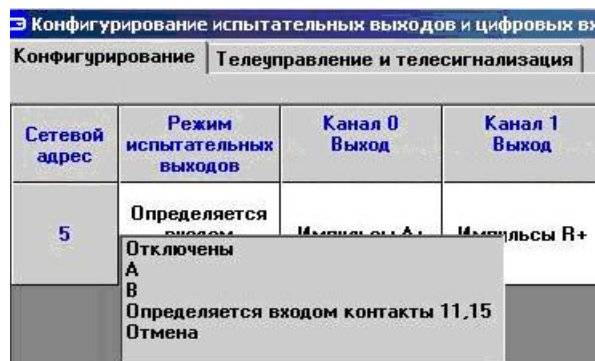 Конфигурирование испытательных выходов и цифровых вх
Конфигурирование Телеуправление и телесигнализация
Сетевой адрес
Режим испытательных выходов
Канал 0 Выход
Канал 1 Выход
5
Определяется
Импульсы R+
Отключены
А
В
Определяется входом контакты 11,15
Отмена